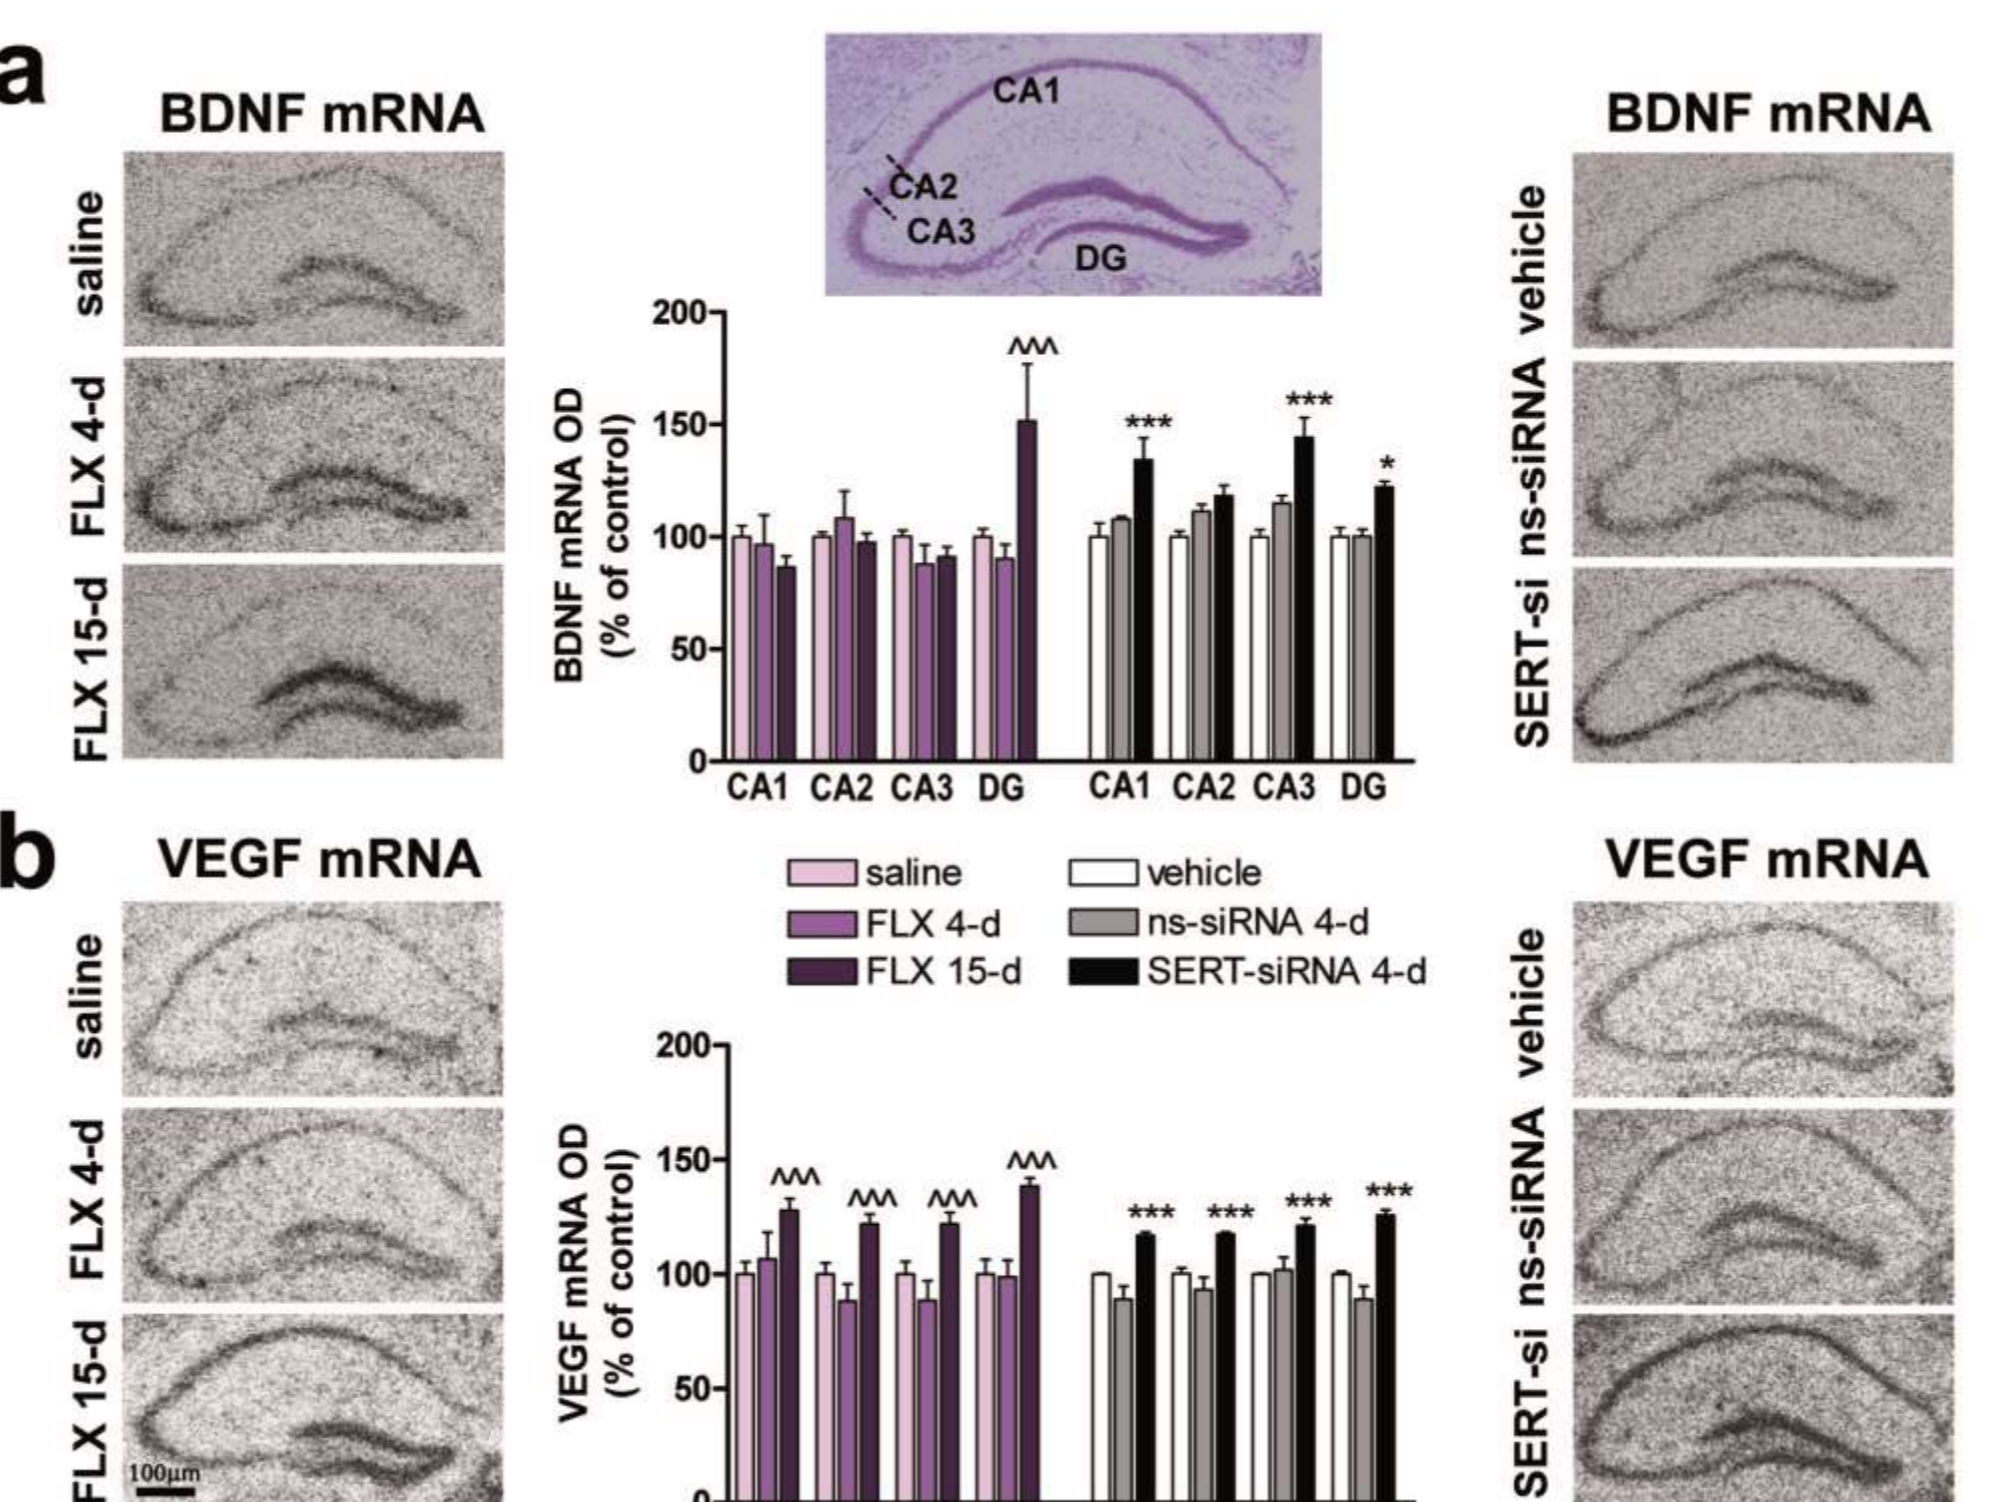 a
BDNF mRNA
saline
FLX 4-d
FLX 15-d
CA1
CA2
CA3
DG
BDNF mRNA OD
(% of control)
200
150
100
50
0
^^^
***
***
*
CA1 CA2 CA3 DG CA1 CA2 CA3 DG
BDNF mRNA
vehicle
ns-siRNA
SERT-si
saline
FLX 4-d
FLX 15-d
vehicle
ns-siRNA 4-d
SERT-siRNA 4-d
b
VEGF mRNA
saline
FLX 4-d
FLX 15-d
100µm
VEGF mRNA OD
(% of control)
200
150
100
50
0
^^^ ^^^ ^^^ ^^^ *** *** *** ***
VEGF mRNA
vehicle
ns-siRNA
SERT-si